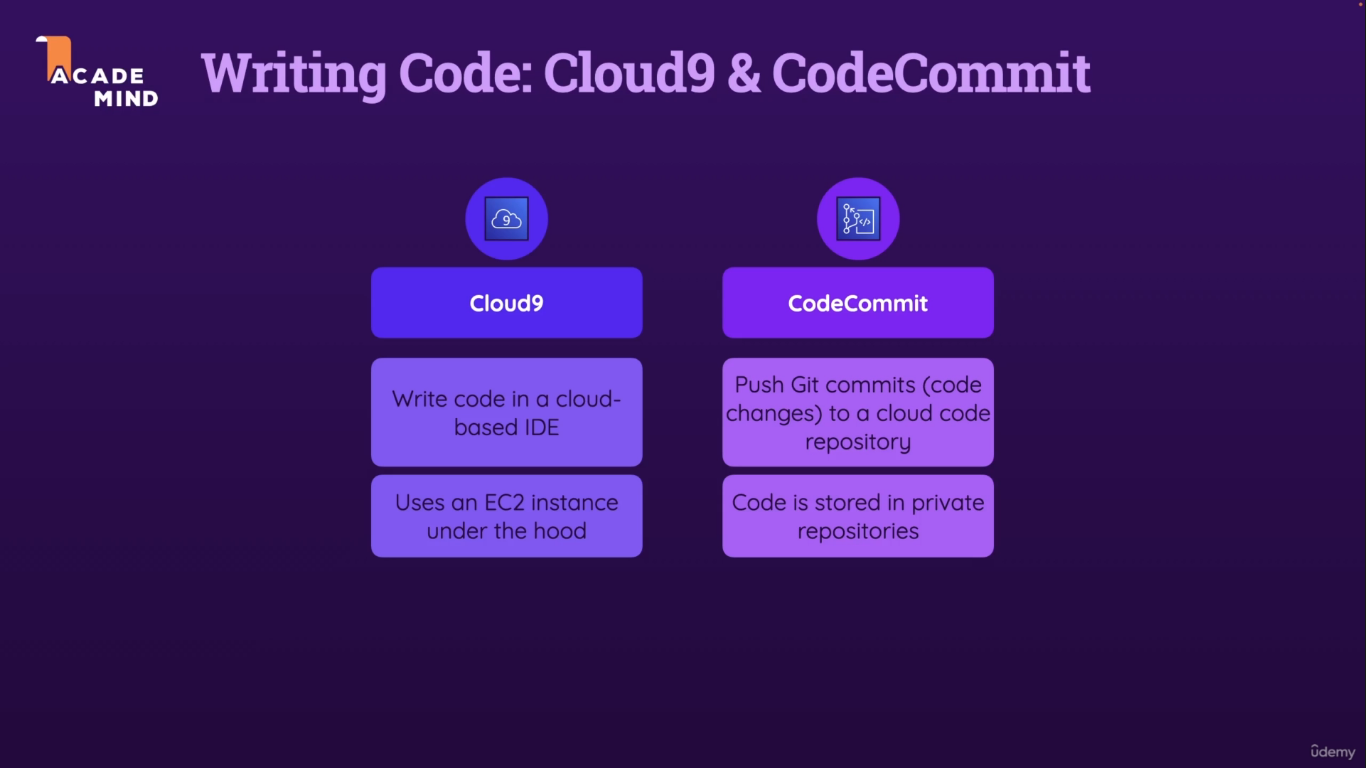 ACADE
MIND
Writing Code: Cloud9 & CodeCommit
9
</>
Cloud9
CodeCommit
Write code in a cloud-
based IDE
Push Git commits (code
changes) to a cloud code
repository
Uses an EC2 instance
under the hood
Code is stored in private
repositories
udemy